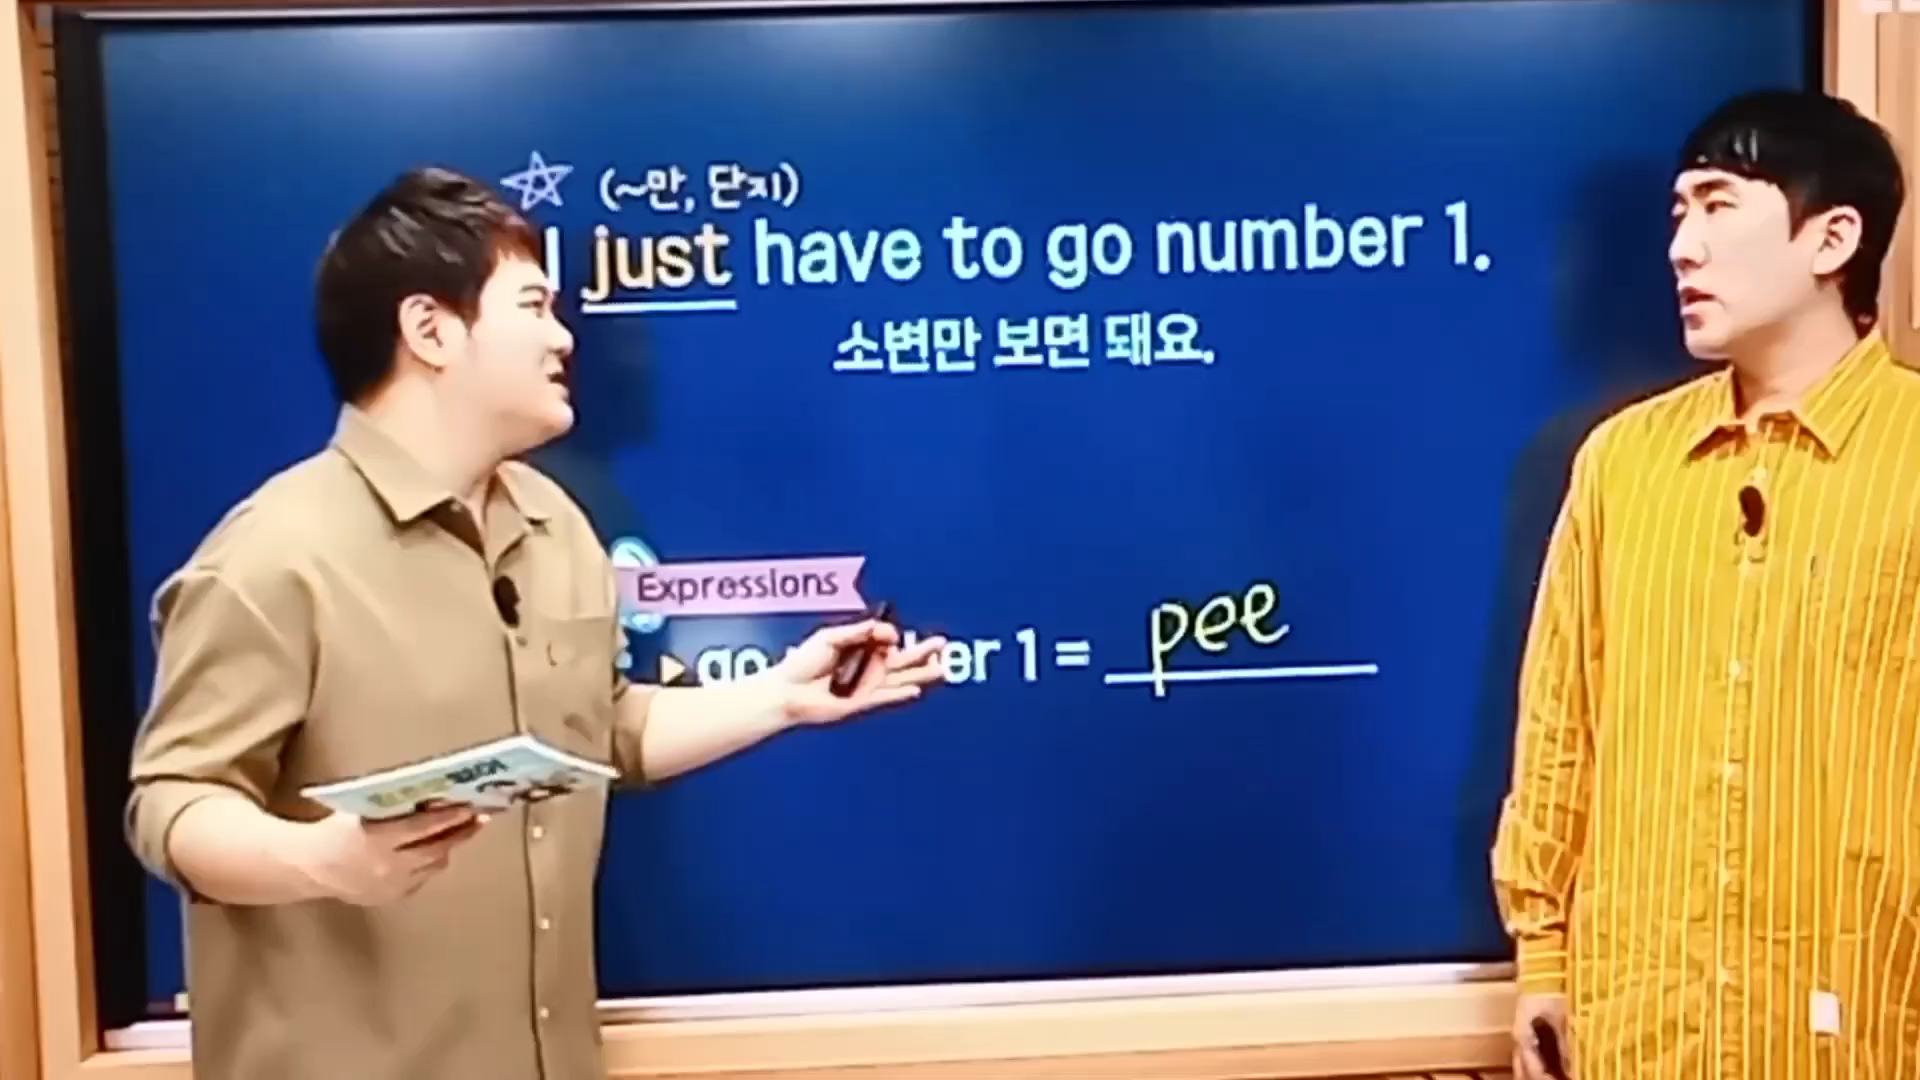 (~만, 단지)
I just have to go number 1.
소변만 보면 돼요.
Expressions
go er 1 = pee